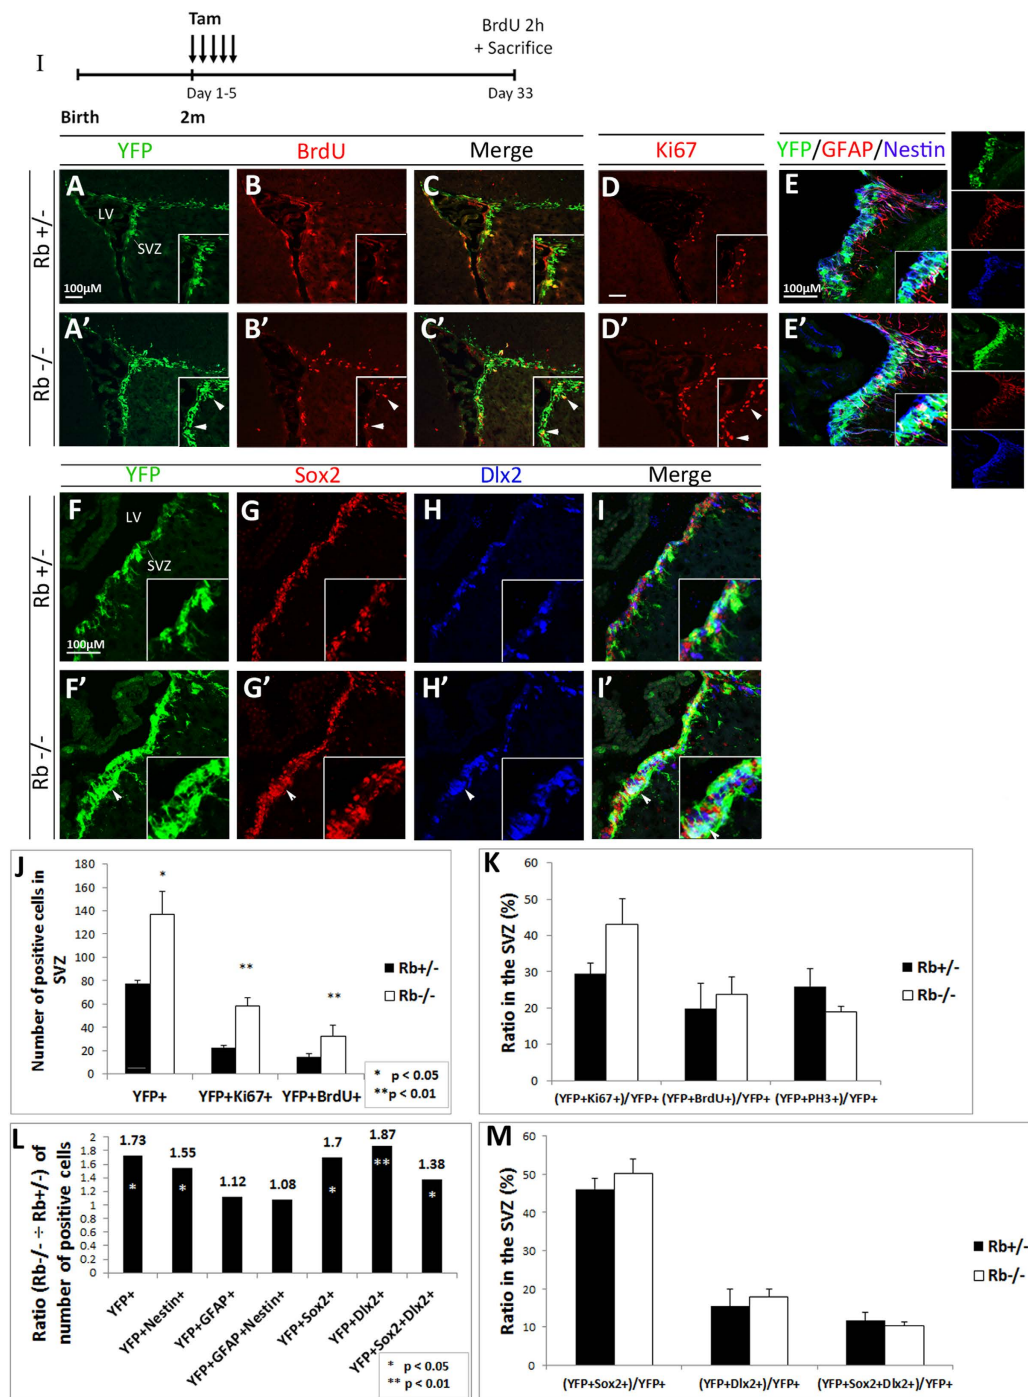 Tam
BrdU 2h
+ Sacrifice
I
Day 1-5
Day 33
Birth
2m
YFP
BrdU
Merge
Ki67
YFP/GFAP/Nestin
Rb +/-
A
LV
SVZ
100µM
B
C
D
E
100µM
Rb -/-
A'
B'
C'
D'
E'
YFP
Sox2
Dlx2
Merge
Rb +/-
F
LV
SVZ
100µM
G
H
I
Rb -/-
F'
G'
H'
I'
J
Number of positive cells in
SVZ
180
160
140
120
100
80
60
40
20
0
*
**
**
YFP+
YFP+Ki67+
YFP+BrdU+
Rb+/-
Rb-/-
* p < 0.05
**p < 0.01
K
Ratio in the SVZ (%)
60
50
40
30
20
10
0
(YFP+Ki67+)/YFP+
(YFP+BrdU+)/YFP+
(YFP+PH3+)/YFP+
Rb+/-
Rb-/-
L
Ratio (Rb-/- ÷ Rb+/-) of
number of positive cells
2
1.8
1.6
1.4
1.2
1
0.8
0.6
0.4
0.2
0
1.73
1.55
1.12
1.08
1.7
1.87
1.38
*
*
*
**
*
YFP+
YFP+Nestin+
YFP+GFAP+
YFP+GFAP+Nestin+
YFP+Sox2+
YFP+Dlx2+
YFP+Sox2+Dlx2+
* p < 0.05
** p < 0.01
M
Ratio in the SVZ (%)
60
50
40
30
20
10
0
(YFP+Sox2+)/YFP+
(YFP+Dlx2+)/YFP+
(YFP+Sox2+Dlx2+)/YFP+
Rb+/-
Rb-/-